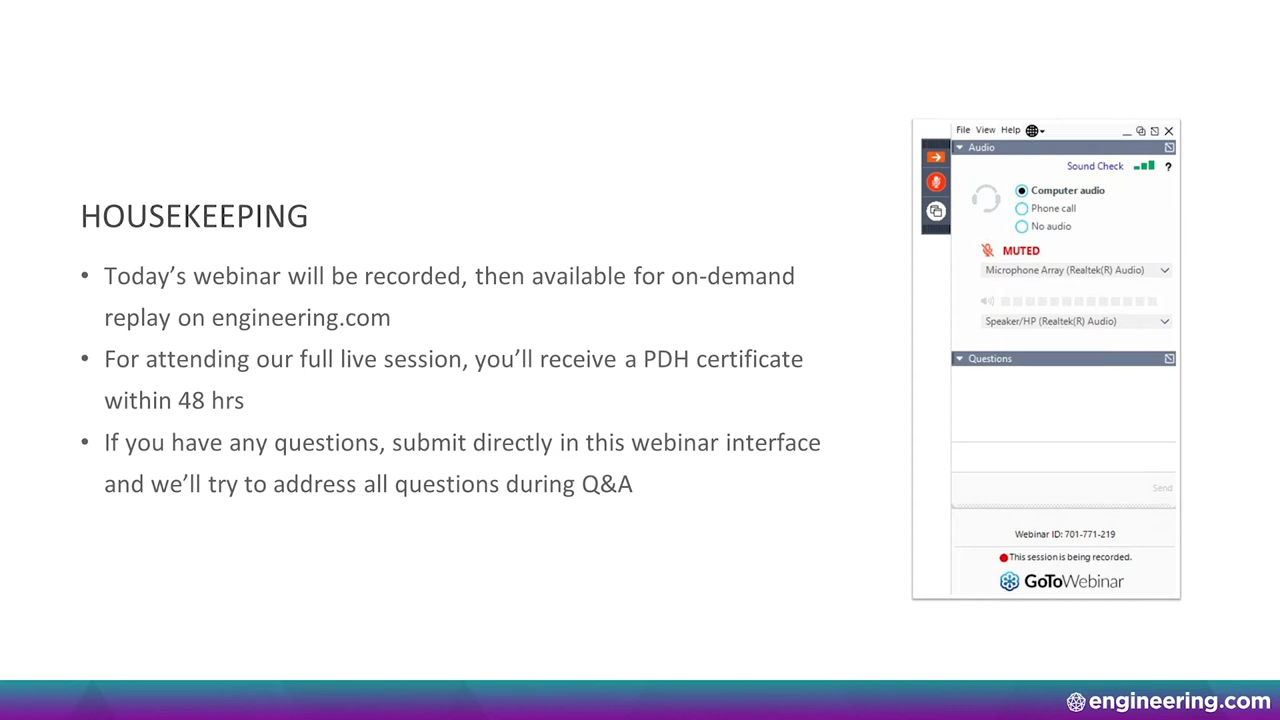 HOUSEKEEPING
• Today’s webinar will be recorded, then available for on-demand
replay on engineering.com
• For attending our full live session, you’ll receive a PDH certificate
within 48 hrs
• If you have any questions, submit directly in this webinar interface
and we’ll try to address all questions during Q&A
File View Help
Audio
Sound Check ?
Computer audio
Phone call
No audio
MUTED
Microphone Array (Realtek(R) Audio)
Speaker/HP (Realtek(R) Audio)
Questions
Send
Webinar ID: 701-771-219
This session is being recorded.
GoToWebinar
engineering.com